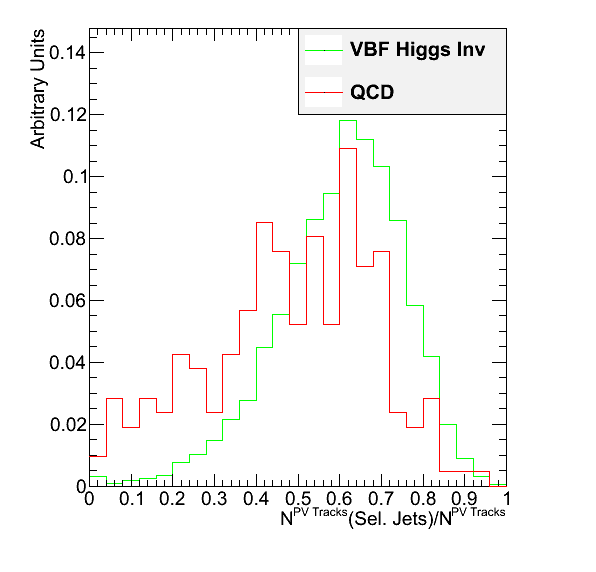 Arbitrary Units
VBF Higgs Inv
QCD
0.14
0.12
0.1
0.08
0.06
0.04
0.02
0
0 0.1 0.2 0.3 0.4 0.5 0.6 0.7 0.8 0.9 1
N^PV Tracks(Sel. Jets)/N^PV Tracks